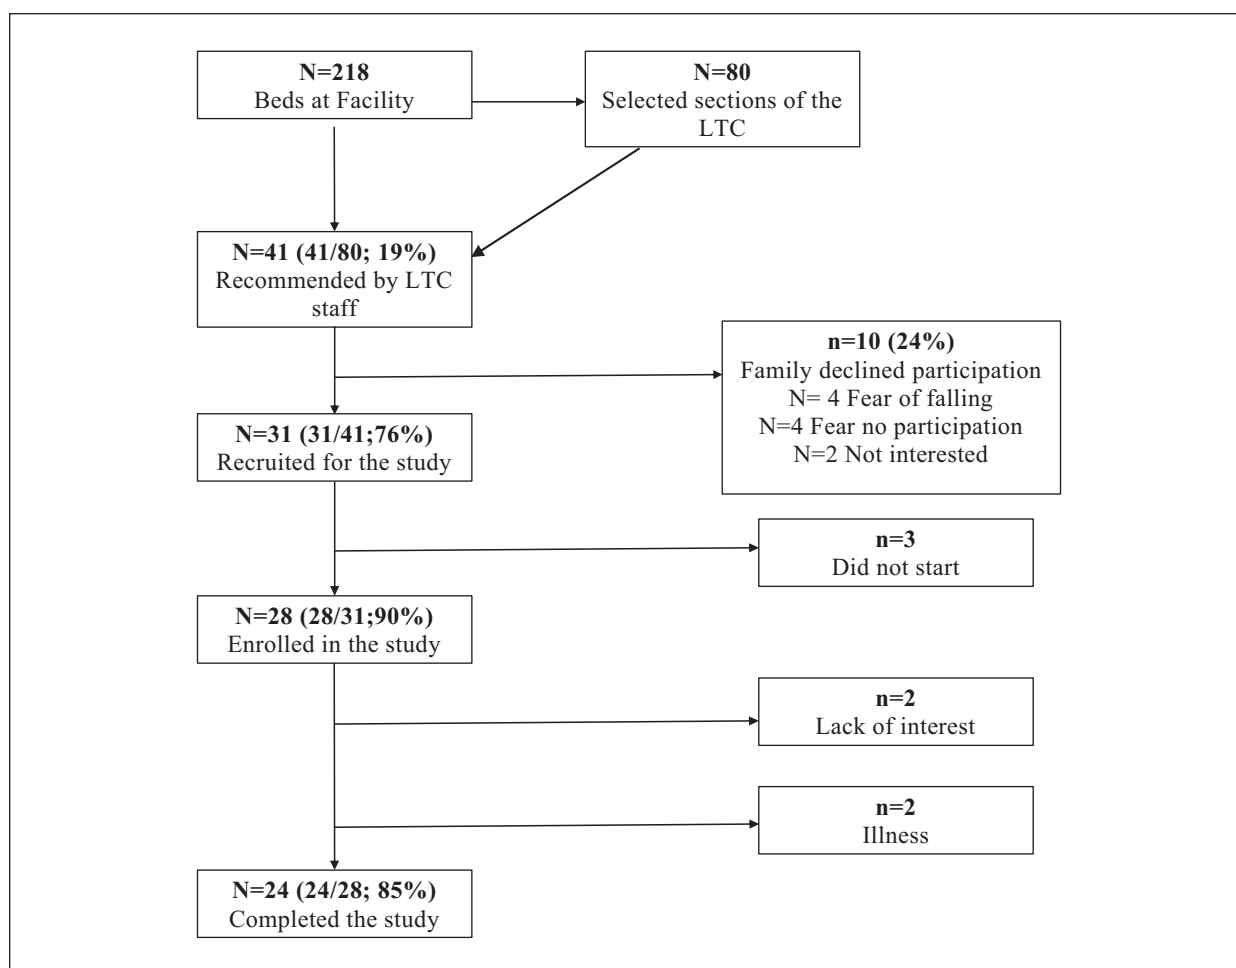 N=218
Beds at Facility
N=80
Selected sections of the
LTC
N=41 (41/80; 19%)
Recommended by LTC
staff
n=10 (24%)
Family declined participation
N= 4 Fear of falling
N=4 Fear no participation
N=2 Not interested
N=31 (31/41;76%)
Recruited for the study
n=3
Did not start
N=28 (28/31;90%)
Enrolled in the study
n=2
Lack of interest
n=2
Illness
N=24 (24/28; 85%)
Completed the study